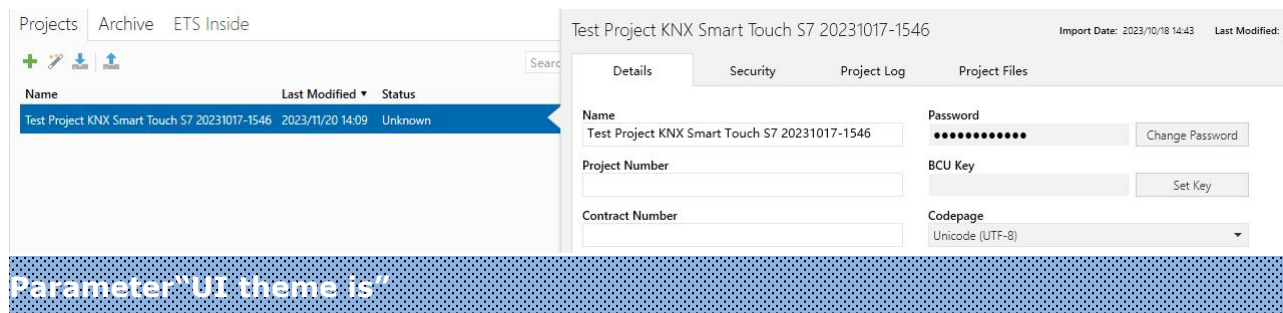 Projects Archive ETS Inside
Searc
Name Last Modified ▾ Status
Test Project KNX Smart Touch S7 20231017-1546 2023/11/20 14:09 Unknown
Test Project KNX Smart Touch S7 20231017-1546 Import Date: 2023/10/18 14:43 Last Modified:
Details Security Project Log Project Files
Name Password
Test Project KNX Smart Touch S7 20231017-1546 ●●●●●●●●●●●● Change Password
Project Number BCU Key
Set Key
Contract Number Codepage
Unicode (UTF-8)
Parameter“UI theme is”